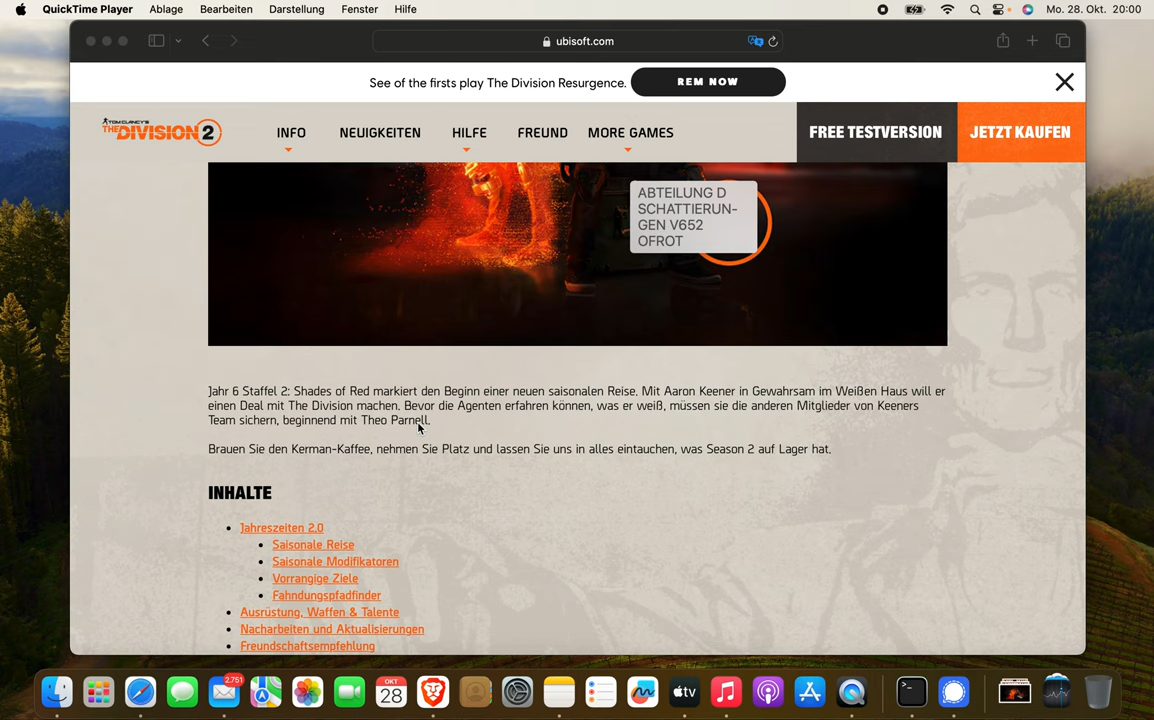 QuickTime Player Ablage Bearbeiten Darstellung Fenster Hilfe Mo. 28. Okt. 20:00
ubisoft.com
See of the firsts play The Division Resurgence. REM NOW
TOM CLANCY'S
THE DIVISION 2
INFO NEUIGKEITEN HILFE FREUND MORE GAMES FREE TESTVERSION JETZT KAUFEN
ABTEILUNG D
SCHATTIERUN-
GEN V652
OFROT
Jahr 6 Staffel 2: Shades of Red markiert den Beginn einer neuen saisonalen Reise. Mit Aaron Keener in Gewahrsam im Weißen Haus will er
einen Deal mit The Division machen. Bevor die Agenten erfahren können, was er weiß, müssen sie die anderen Mitglieder von Keeners
Team sichern, beginnend mit Theo Parnell.
Brauen Sie den Kerman-Kaffee, nehmen Sie Platz und lassen Sie uns in alles eintauchen, was Season 2 auf Lager hat.
INHALTE
Jahreszeiten 2.0
Saisonale Reise
Saisonale Modifikatoren
Vorrangige Ziele
Fahndungspfadfinder
Ausrüstung, Waffen & Talente
Nacharbeiten und Aktualisierungen
Freundschaftsempfehlung
2.751
OKT
28
tv